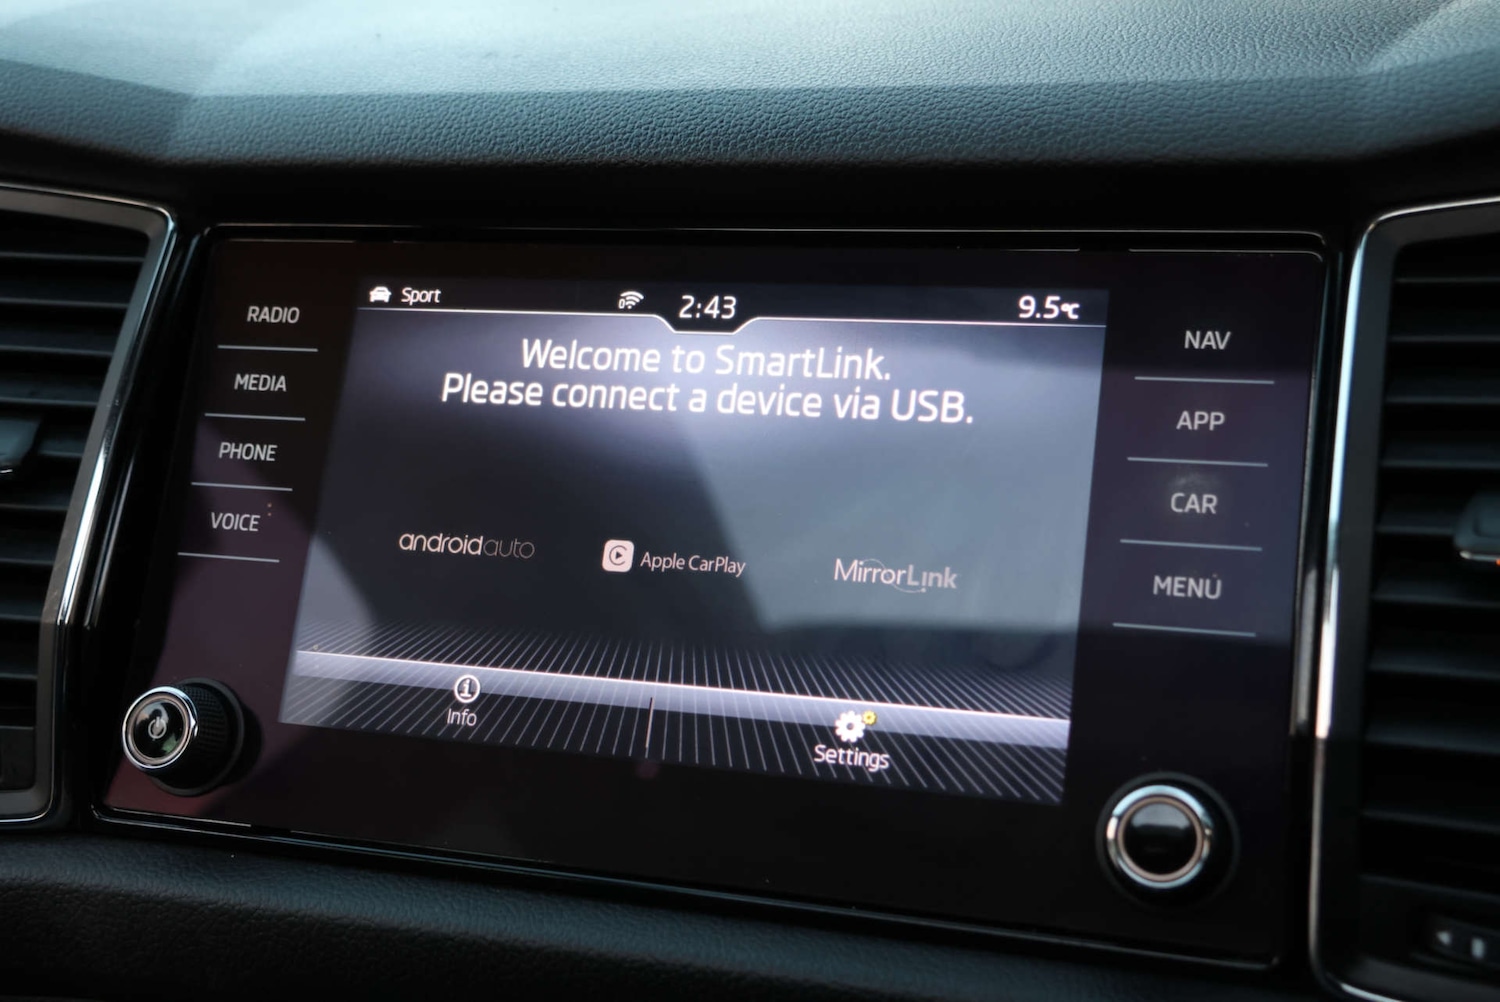 Sport
2:43
9.5°C
RADIO
MEDIA
PHONE
VOICE
Welcome to SmartLink.
Please connect a device via USB.
androidauto
Apple CarPlay
MirrorLink
Info
Settings
NAV
APP
CAR
MENU